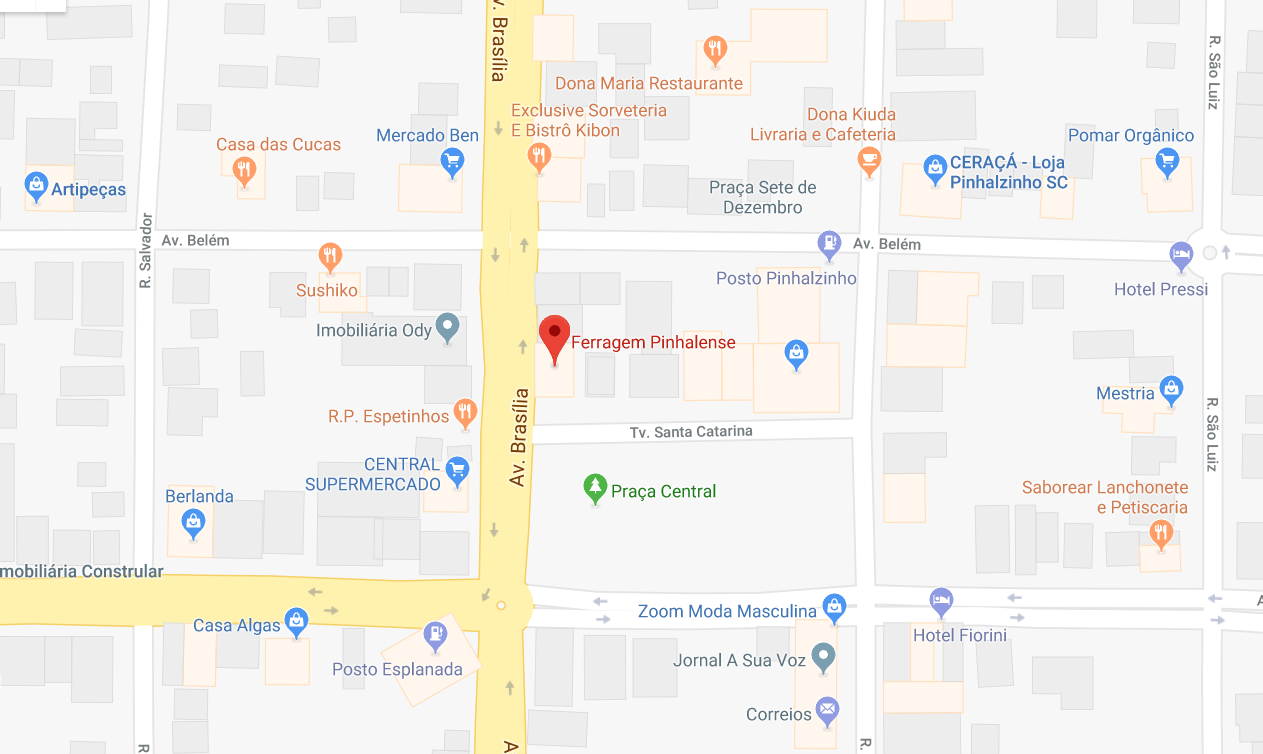 v. Brasília
R. São Luiz
Dona Maria Restaurante
Exclusive Sorveteria
E Bistrô Kibon
Dona Kiuda
Livraria e Cafeteria
Mercado Ben
Pomar Orgânico
Casa das Cucas
CERAÇÁ - Loja
Pinhalzinho SC
Artipeças
Praça Sete de
Dezembro
R. Salvador
Av. Belém
Av. Belém
Posto Pinhalzinho
Sushiko
Hotel Pressi
Imobiliária Ody
Ferragem Pinhalense
Mestria
R.P. Espetinhos
Av. Brasília
Tv. Santa Catarina
R. São Luiz
CENTRAL
SUPERMERCADO
Praça Central
Berlanda
Saborear Lanchonete
e Petiscaria
mobiliária Constrular
A
Zoom Moda Masculina
Casa Algas
Hotel Fiorini
Posto Esplanada
Jornal A Sua Voz
Correios
R
A
R.